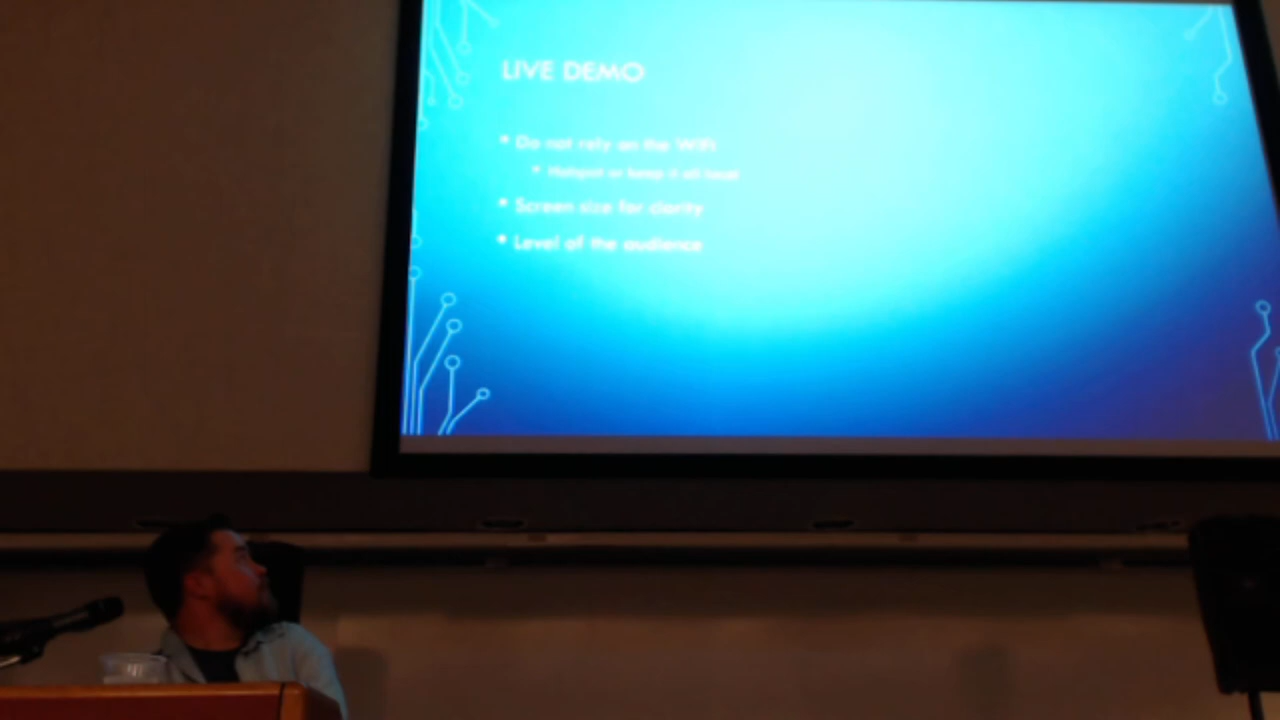 LIVE DEMO
Do not rely on the WiFi
Hotspot or keep it all local
Screen size for clarity
Level of the audience